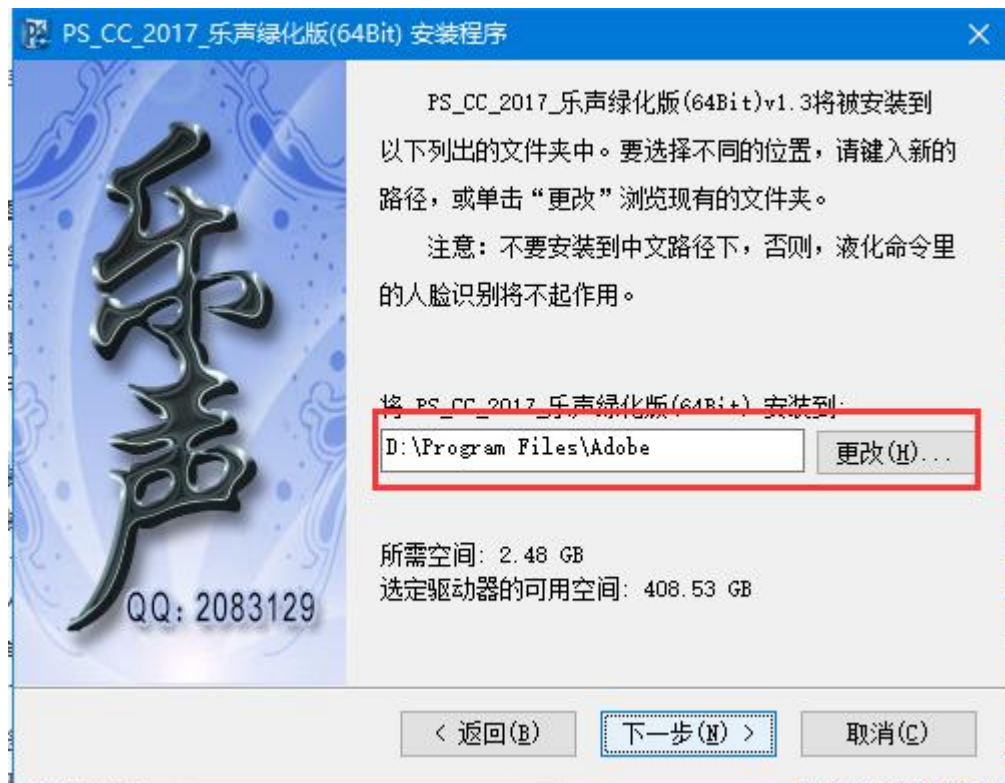 PS_CC_2017_乐声绿化版(64Bit) 安装程序
PS_CC_2017_乐声绿化版(64Bit)v1.3将被安装到
以下列出的文件夹中。要选择不同的位置，请键入新的
路径，或单击“更改”浏览现有的文件夹。
注意：不要安装到中文路径下，否则，液化命令里
的人脸识别将不起作用。
将 PS_CC_2017_乐声绿化版(64Bit) 安装到:
D:\Program Files\Adobe
更改(H)...
所需空间: 2.48 GB
选定驱动器的可用空间: 408.53 GB
乐声
QQ: 2083129
< 返回(B)
下一步(N) >
取消(C)